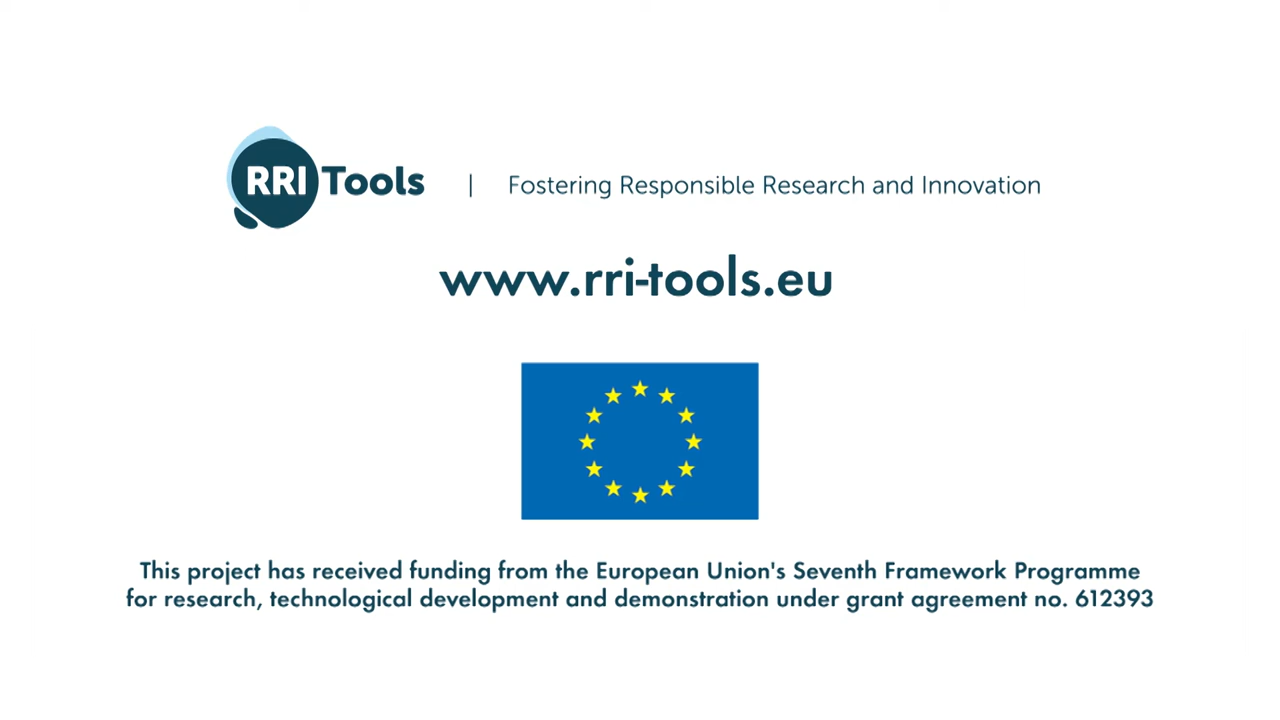 RRI Tools | Fostering Responsible Research and Innovation
www.rri-tools.eu
This project has received funding from the European Union's Seventh Framework Programme
for research, technological development and demonstration under grant agreement no. 612393